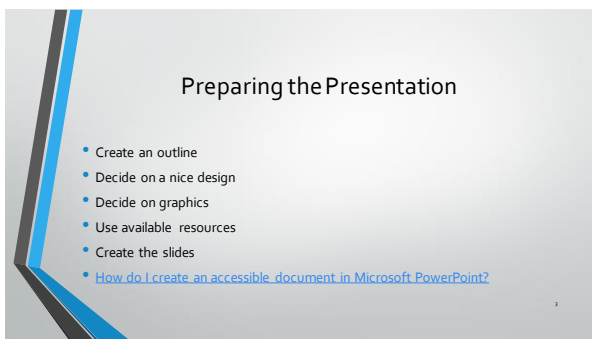 Preparing the Presentation
• Create an outline
• Decide on a nice design
• Decide on graphics
• Use available resources
• Create the slides
• How do I create an accessible document in Microsoft PowerPoint?
3